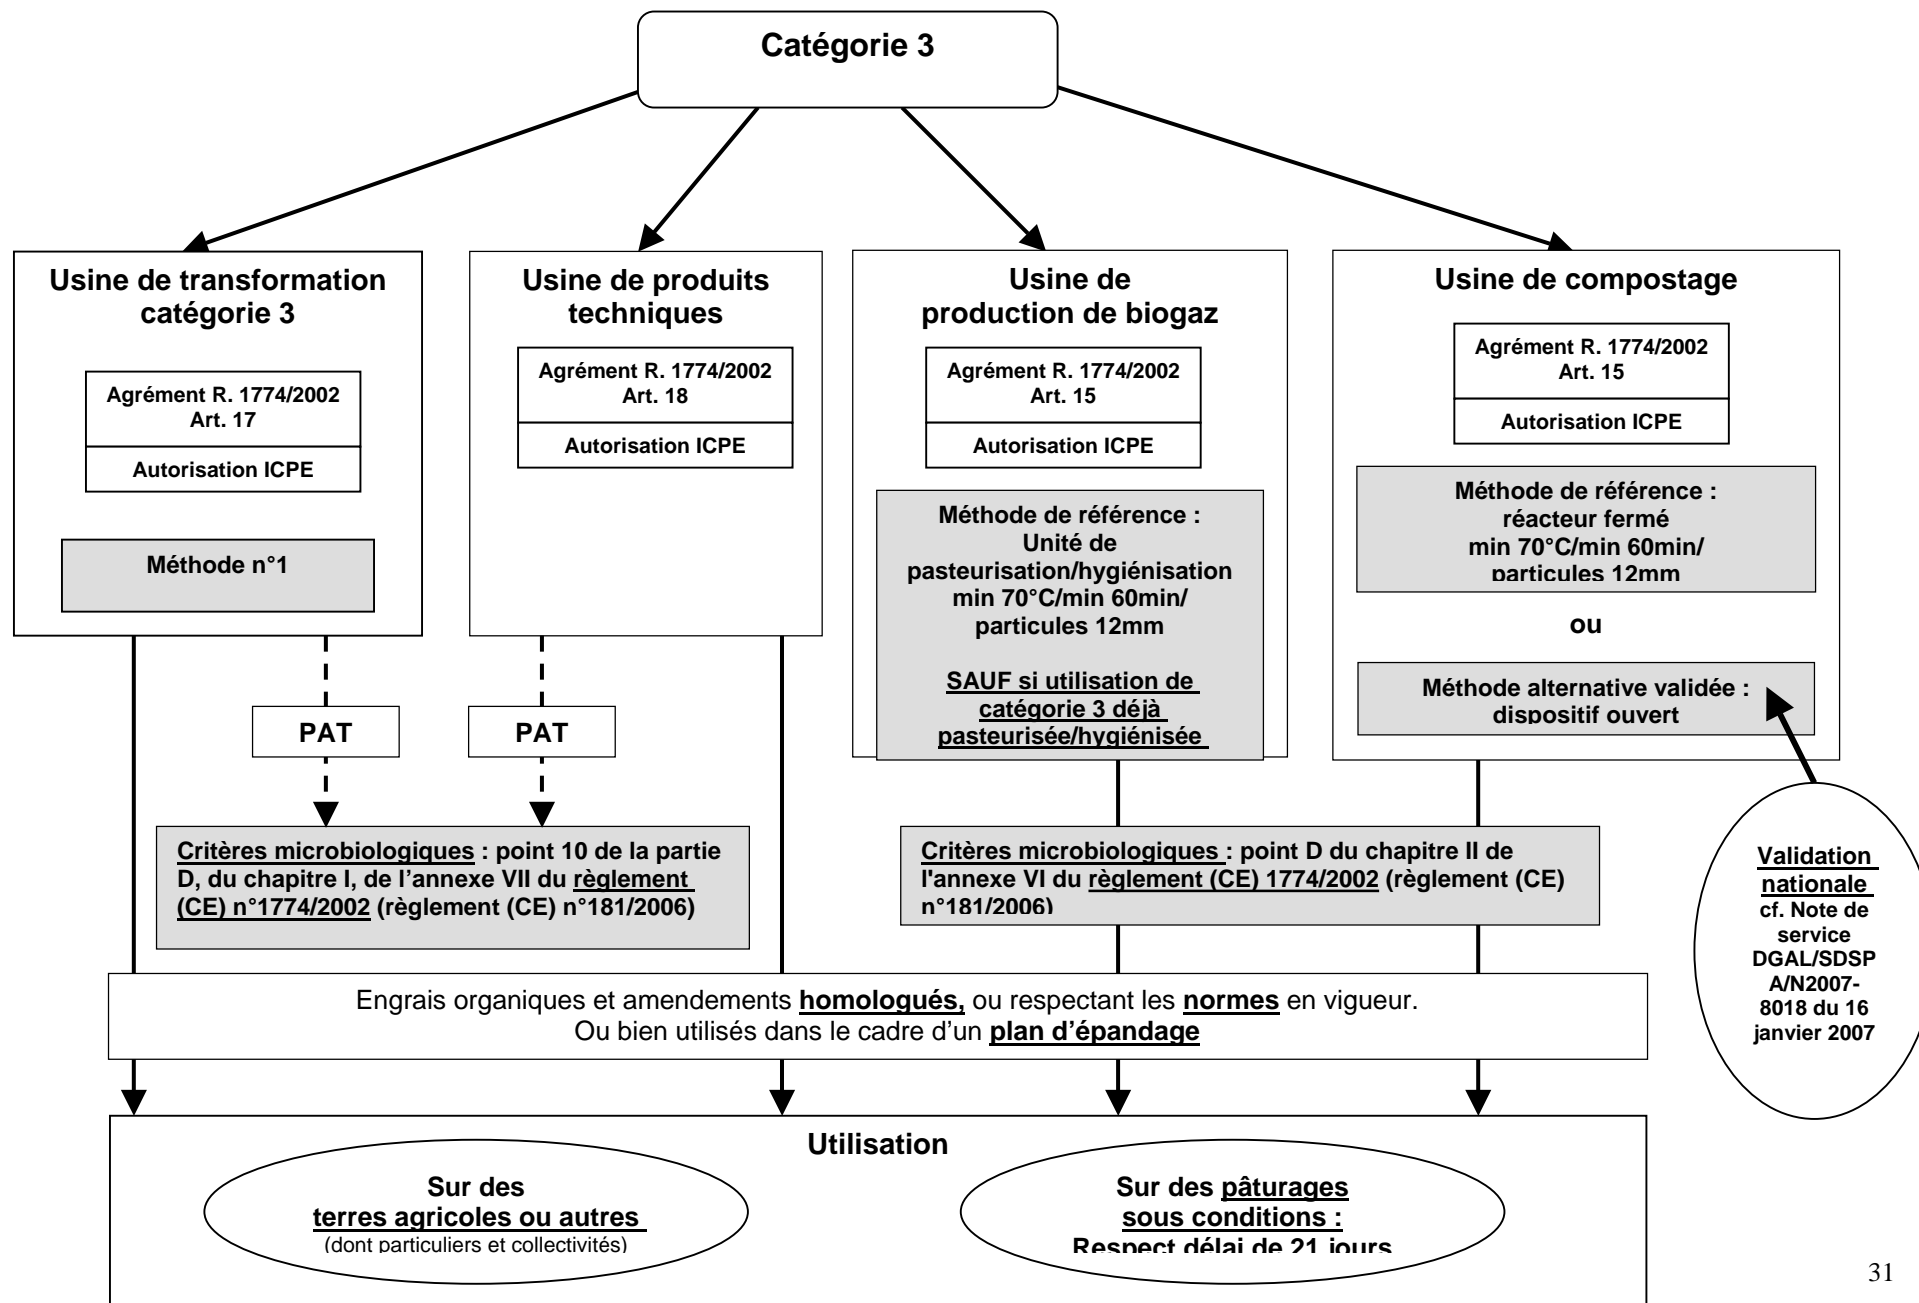 Catégorie 3
Usine de transformation
catégorie 3
Agrément R. 1774/2002
Art. 17
Autorisation ICPE
Méthode n°1
Usine de produits
techniques
Agrément R. 1774/2002
Art. 18
Autorisation ICPE
Usine de
production de biogaz
Agrément R. 1774/2002
Art. 15
Autorisation ICPE
Méthode de référence :
Unité de
pasteurisation/hygiénisation
min 70°C/min 60min/
particules 12mm
SAUF si utilisation de
catégorie 3 déjà
pasteurisée/hygiénisée
Usine de compostage
Agrément R. 1774/2002
Art. 15
Autorisation ICPE
Méthode de référence :
réacteur fermé
min 70°C/min 60min/
particules 12mm
ou
Méthode alternative validée :
dispositif ouvert
PAT
PAT
Critères microbiologiques : point 10 de la partie
D, du chapitre I, de l’annexe VII du règlement
(CE) n°1774/2002 (règlement (CE) n°181/2006)
Critères microbiologiques : point D du chapitre II de
l'annexe VI du règlement (CE) 1774/2002 (règlement (CE)
n°181/2006)
Validation
nationale
cf. Note de
service
DGAL/SDSP
A/N2007-
8018 du 16
janvier 2007
Engrais organiques et amendements homologués, ou respectant les normes en vigueur.
Ou bien utilisés dans le cadre d’un plan d’épandage
Utilisation
Sur des
terres agricoles ou autres
(dont particuliers et collectivités)
Sur des pâturages
sous conditions :
Respect délai de 21 jours
31